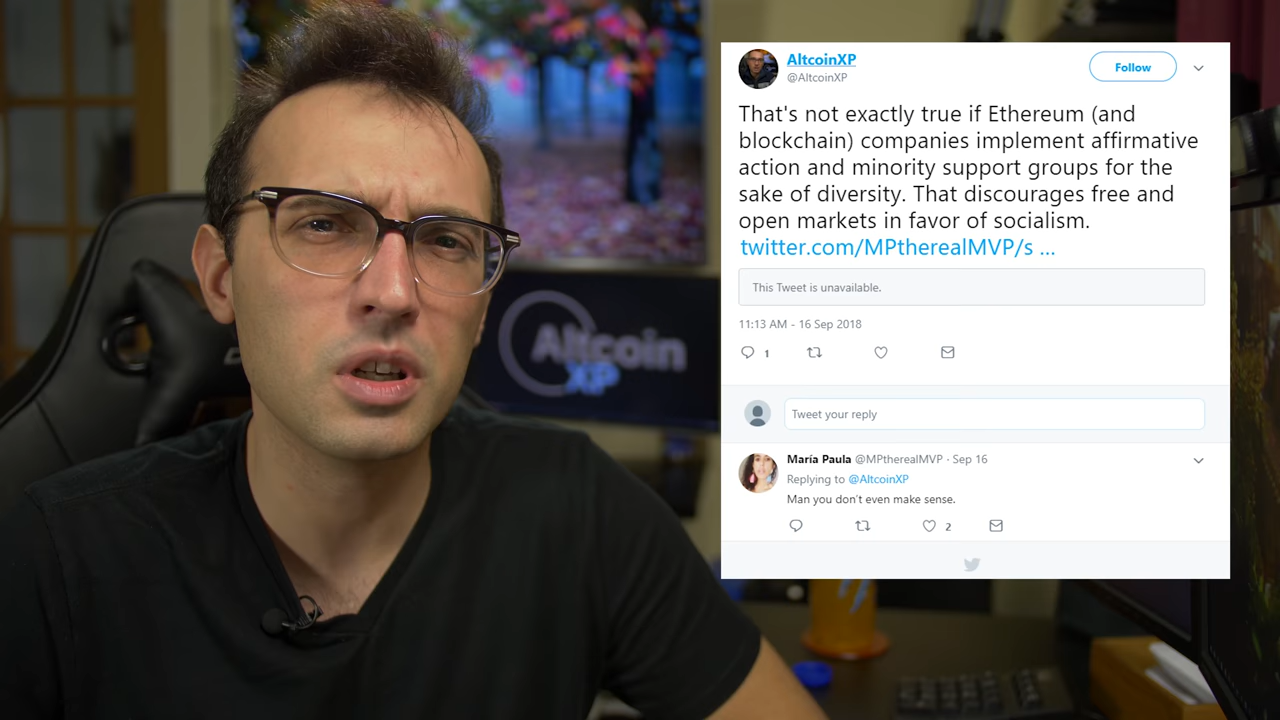 AltcoinXP
@AltcoinXP
Follow
That's not exactly true if Ethereum (and
blockchain) companies implement affirmative
action and minority support groups for the
sake of diversity. That discourages free and
open markets in favor of socialism.
twitter.com/MPtherealMVP/s ...
This Tweet is unavailable.
11:13 AM - 16 Sep 2018
1
Tweet your reply
María Paula @MPtherealMVP · Sep 16
Replying to @AltcoinXP
Man you don't even make sense.
2
Altcoin
XP